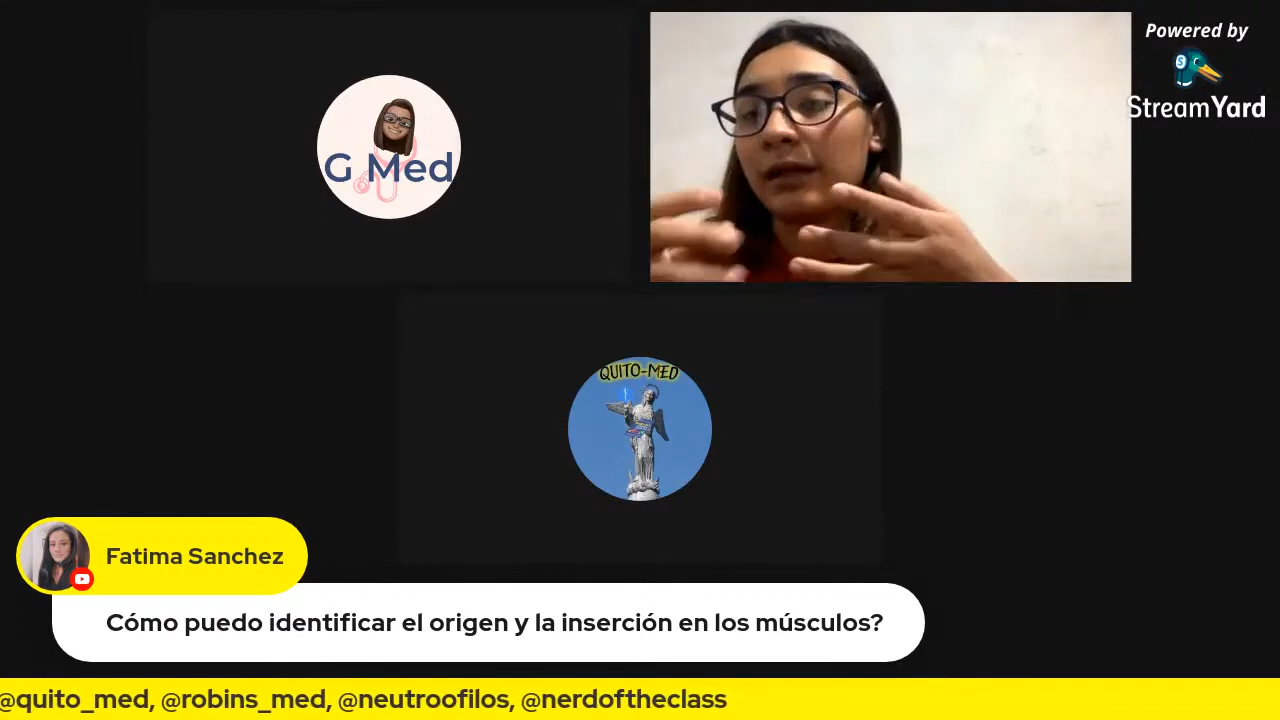 Powered by
StreamYard
G Med
QUITO-MED
Fatima Sanchez
Cómo puedo identificar el origen y la inserción en los músculos?
@quito_med, @robins_med, @neutroofilos, @nerdoftheclass